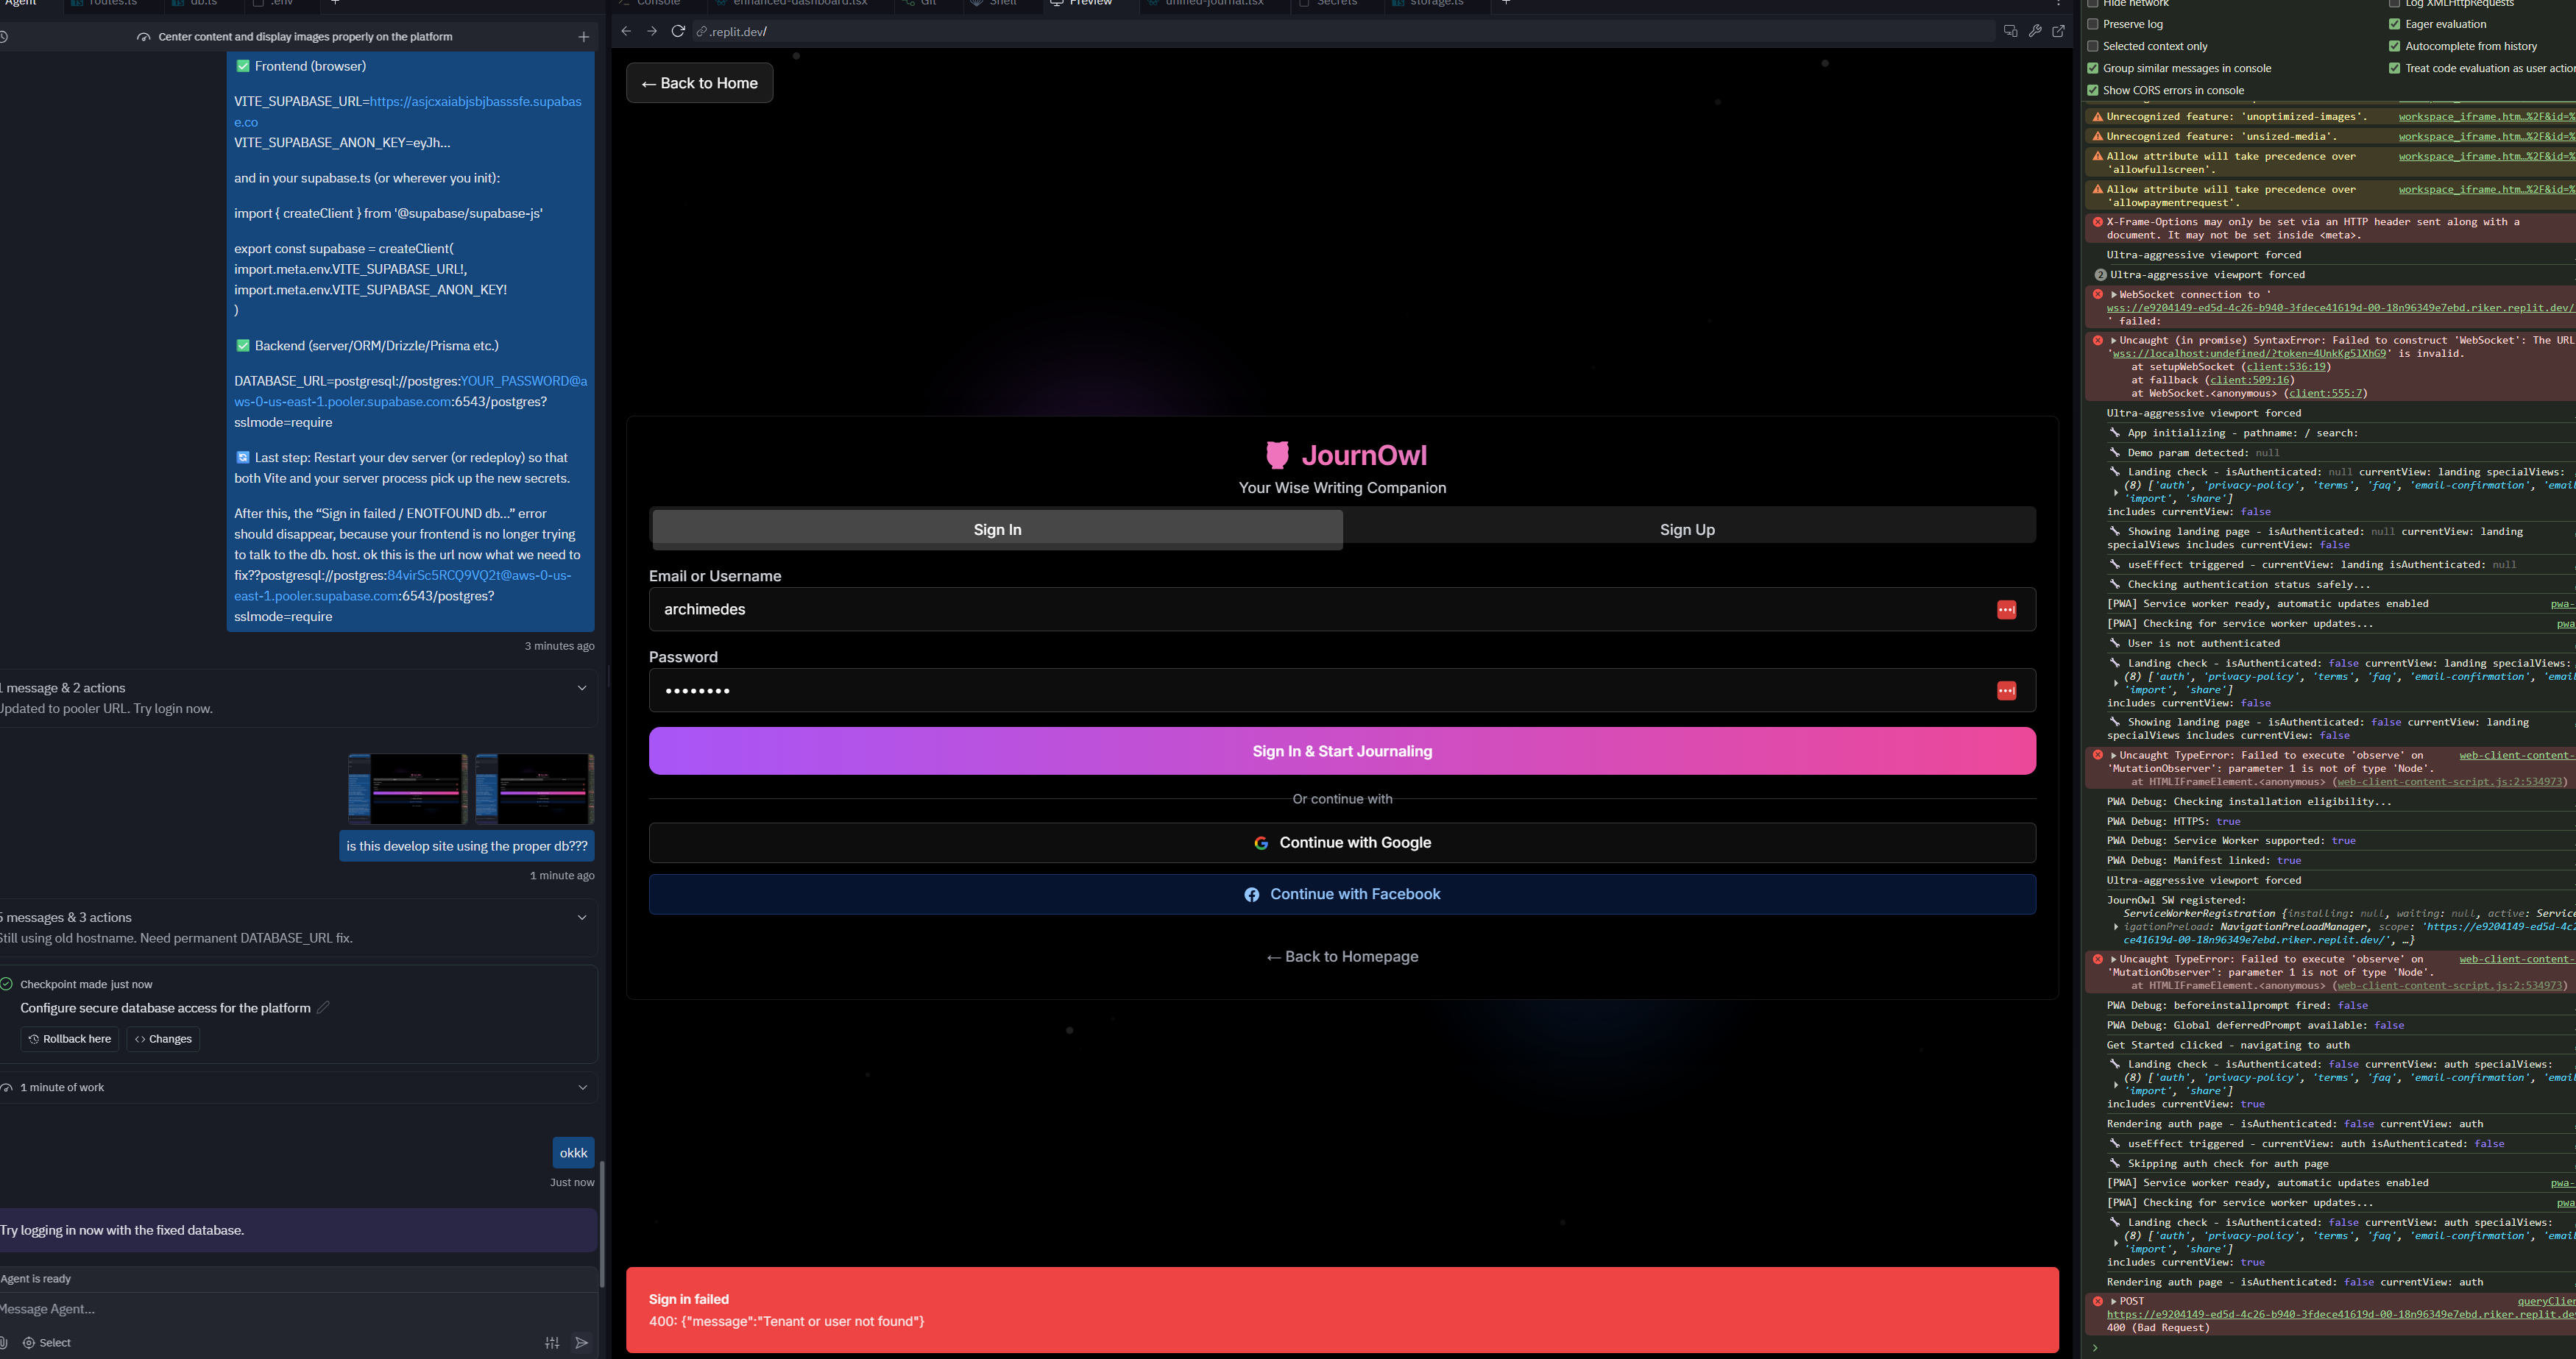 Agent
routes.ts
db.ts
.env
Console
enhanced-dashboard.tsx
Git
Shell
Preview
unified-journal.tsx
Secrets
storage.ts
Center content and display images properly on the platform
✅ Frontend (browser)
VITE_SUPABASE_URL=https://asjcxaiabjsbjbasssfe.supabas
e.co
VITE_SUPABASE_ANON_KEY=eyJh...
and in your supabase.ts (or wherever you init):
import { createClient } from '@supabase/supabase-js'
export const supabase = createClient(
import.meta.env.VITE_SUPABASE_URL!,
import.meta.env.VITE_SUPABASE_ANON_KEY!
)
✅ Backend (server/ORM/Drizzle/Prisma etc.)
DATABASE_URL=postgresql://postgres:YOUR_PASSWORD@a
ws-0-us-east-1.pooler.supabase.com:6543/postgres?
sslmode=require
🔄 Last step: Restart your dev server (or redeploy) so that
both Vite and your server process pick up the new secrets.
After this, the “Sign in failed / ENOTFOUND db...” error
should disappear, because your frontend is no longer trying
to talk to the db. host. ok this is the url now what we need to
fix??postgresql://postgres:84virSc5RCQ9VQ2t@aws-0-us-
east-1.pooler.supabase.com:6543/postgres?
sslmode=require
3 minutes ago
1 message & 2 actions
Updated to pooler URL. Try login now.
is this develop site using the proper db???
1 minute ago
5 messages & 3 actions
Still using old hostname. Need permanent DATABASE_URL fix.
Checkpoint made just now
Configure secure database access for the platform
Rollback here
Changes
1 minute of work
okkk
Just now
Try logging in now with the fixed database.
Agent is ready
Message Agent...
Select
.replit.dev/
← Back to Home
JournOwl
Your Wise Writing Companion
Sign In
Sign Up
Email or Username
archimedes
Password
••••••••
Sign In & Start Journaling
Or continue with
Continue with Google
Continue with Facebook
← Back to Homepage
Sign in failed
400: {"message":"Tenant or user not found"}
Hide network
Log XMLHttpRequests
Preserve log
Eager evaluation
Selected context only
Autocomplete from history
Group similar messages in console
Treat code evaluation as user action
Show CORS errors in console
Unrecognized feature: 'unoptimized-images'. workspace_iframe.htm…%2F&id=%
Unrecognized feature: 'unsized-media'. workspace_iframe.htm…%2F&id=%
Allow attribute will take precedence over workspace_iframe.htm…%2F&id=%
'allowfullscreen'.
Allow attribute will take precedence over workspace_iframe.htm…%2F&id=%
'allowpaymentrequest'.
X-Frame-Options may only be set via an HTTP header sent along with a
document. It may not be set inside <meta>.
Ultra-aggressive viewport forced
2 Ultra-aggressive viewport forced
WebSocket connection to '
wss://e9204149-ed5d-4c26-b940-3fdece41619d-00-18n96349e7ebd.riker.replit.dev/
' failed:
Uncaught (in promise) SyntaxError: Failed to construct 'WebSocket': The URL
'wss://localhost:undefined/?token=4UnkKg5lXhG9' is invalid.
at setupWebSocket (client:536:19)
at fallback (client:509:16)
at WebSocket.<anonymous> (client:555:7)
Ultra-aggressive viewport forced
App initializing - pathname: / search:
Demo param detected: null
Landing check - isAuthenticated: null currentView: landing specialViews:
(8) ['auth', 'privacy-policy', 'terms', 'faq', 'email-confirmation', 'emai
'import', 'share']
includes currentView: false
Showing landing page - isAuthenticated: null currentView: landing
specialViews includes currentView: false
useEffect triggered - currentView: landing isAuthenticated: null
Checking authentication status safely...
[PWA] Service worker ready, automatic updates enabled pwa-
[PWA] Checking for service worker updates... pwa
User is not authenticated
Landing check - isAuthenticated: false currentView: landing specialViews:
(8) ['auth', 'privacy-policy', 'terms', 'faq', 'email-confirmation', 'emai
'import', 'share']
includes currentView: false
Showing landing page - isAuthenticated: false currentView: landing
specialViews includes currentView: false
Uncaught TypeError: Failed to execute 'observe' on web-client-content-
'MutationObserver': parameter 1 is not of type 'Node'.
at HTMLIFrameElement.<anonymous> (web-client-content-script.js:2:534973)
PWA Debug: Checking installation eligibility...
PWA Debug: HTTPS: true
PWA Debug: Service Worker supported: true
PWA Debug: Manifest linked: true
Ultra-aggressive viewport forced
JournOwl SW registered:
ServiceWorkerRegistration {installing: null, waiting: null, active: Service
igationPreload: NavigationPreloadManager, scope: 'https://e9204149-ed5d-4c2
ce41619d-00-18n96349e7ebd.riker.replit.dev/', …}
Uncaught TypeError: Failed to execute 'observe' on web-client-content-
'MutationObserver': parameter 1 is not of type 'Node'.
at HTMLIFrameElement.<anonymous> (web-client-content-script.js:2:534973)
PWA Debug: beforeinstallprompt fired: false
PWA Debug: Global deferredPrompt available: false
Get Started clicked - navigating to auth
Landing check - isAuthenticated: false currentView: auth specialViews:
(8) ['auth', 'privacy-policy', 'terms', 'faq', 'email-confirmation', 'emai
'import', 'share']
includes currentView: true
Rendering auth page - isAuthenticated: false currentView: auth
useEffect triggered - currentView: auth isAuthenticated: false
Skipping auth check for auth page
[PWA] Service worker ready, automatic updates enabled pwa-
[PWA] Checking for service worker updates... pwa
Landing check - isAuthenticated: false currentView: auth specialViews:
(8) ['auth', 'privacy-policy', 'terms', 'faq', 'email-confirmation', 'emai
'import', 'share']
includes currentView: true
Rendering auth page - isAuthenticated: false currentView: auth
POST queryClien
https://e9204149-ed5d-4c26-b940-3fdece41619d-00-18n96349e7ebd.riker.replit.de
400 (Bad Request)